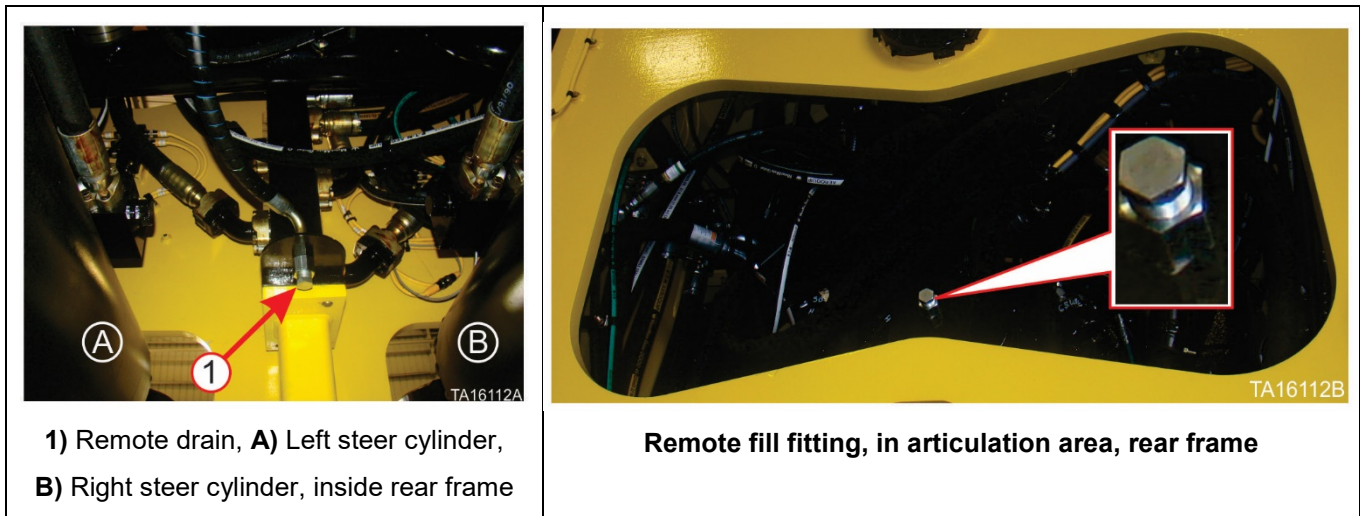 A
1
B
TA16112A
1) Remote drain, A) Left steer cylinder,
B) Right steer cylinder, inside rear frame
TA16112B
Remote fill fitting, in articulation area, rear frame